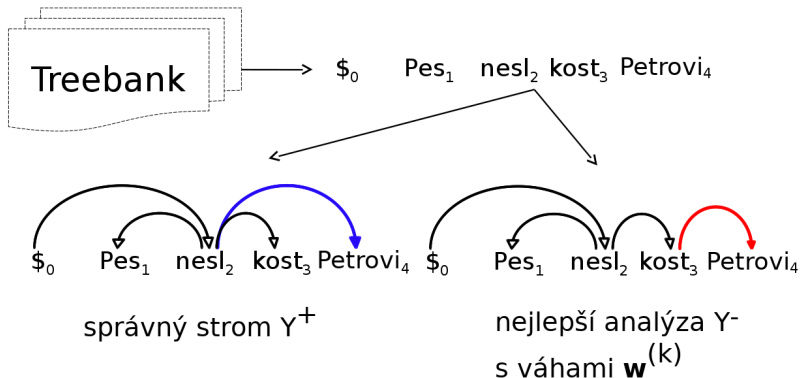 Treebank
$₀ Pes₁ nesl₂ kost₃ Petrovi₄
$₀ Pes₁ nesl₂ kost₃ Petrovi₄
$₀ Pes₁ nesl₂ kost₃ Petrovi₄
správný strom Y⁺
nejlepší analýza Y⁻
s váhami w⁽ᵏ⁾